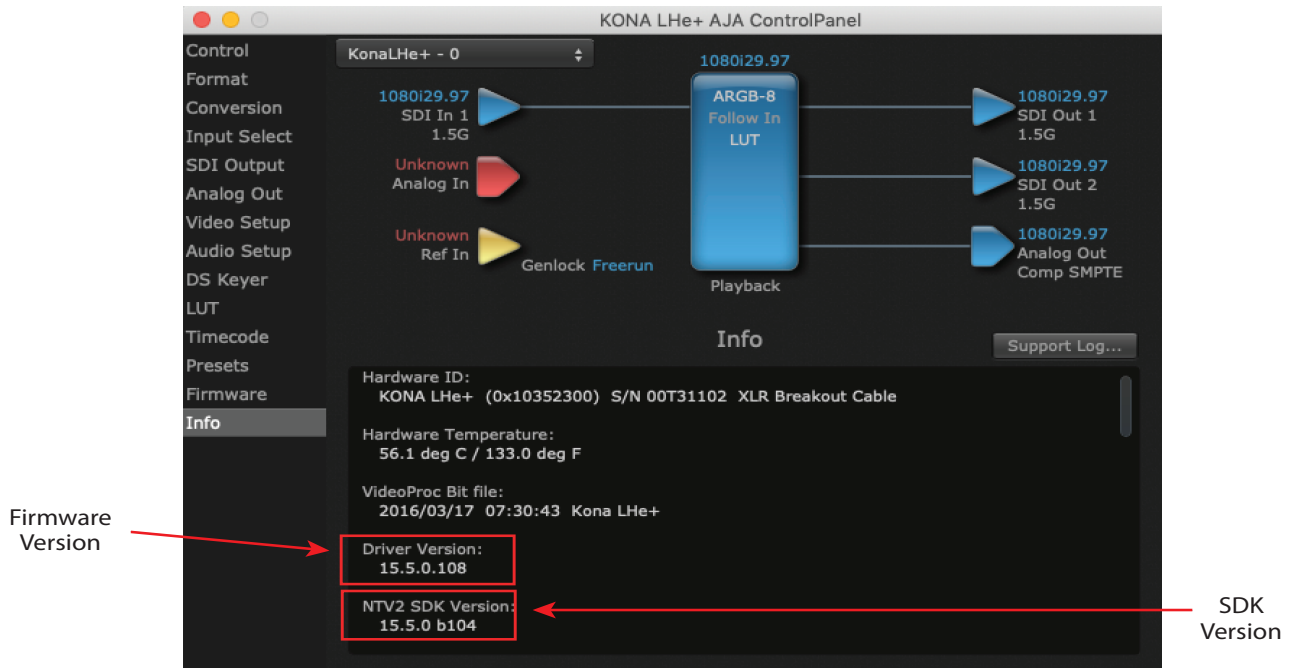 KONA LHe+ AJA ControlPanel
Control
Format
Conversion
Input Select
SDI Output
Analog Out
Video Setup
Audio Setup
DS Keyer
LUT
Timecode
Presets
Firmware
Info
KonaLHe+ - 0
1080i29.97
SDI In 1
1.5G
Unknown
Analog In
Unknown
Ref In
Genlock Freerun
1080i29.97
ARGB-8
Follow In
LUT
Playback
1080i29.97
SDI Out 1
1.5G
1080i29.97
SDI Out 2
1.5G
1080i29.97
Analog Out
Comp SMPTE
Info
Support Log...
Hardware ID:
KONA LHe+ (0x10352300) S/N 00T31102 XLR Breakout Cable
Hardware Temperature:
56.1 deg C / 133.0 deg F
VideoProc Bit file:
2016/03/17 07:30:43 Kona LHe+
Driver Version:
15.5.0.108
NTV2 SDK Version:
15.5.0 b104
Firmware
Version
SDK
Version